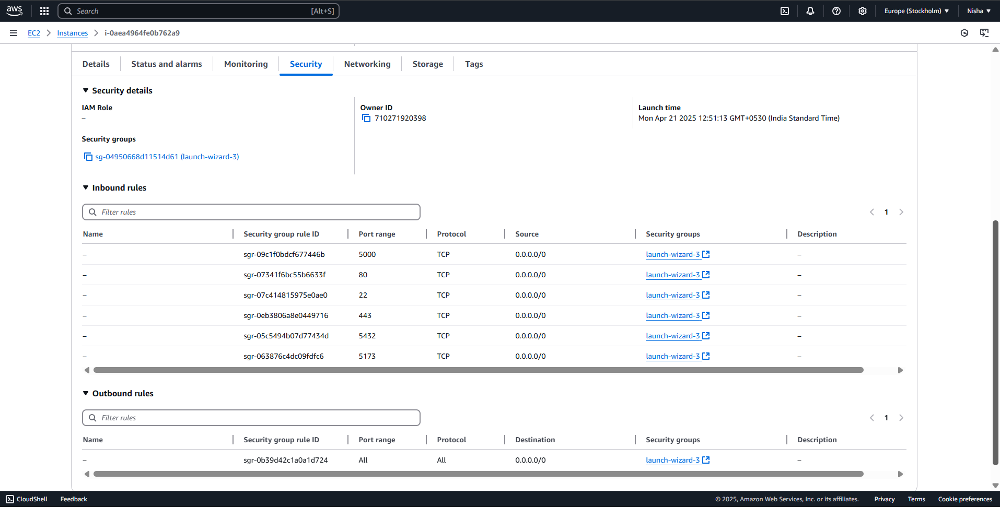 aws Search [Alt+S] Europe (Stockholm) Nisha
EC2 Instances i-0aea4964fe0b762a9
Details Status and alarms Monitoring Security Networking Storage Tags
Security details
IAM Role Owner ID Launch time
– 710271920398 Mon Apr 21 2025 12:51:13 GMT+0530 (India Standard Time)
Security groups
sg-04950668d11514d61 (launch-wizard-3)
Inbound rules
Filter rules 1
Name Security group rule ID Port range Protocol Source Security groups Description
– sgr-09c1f0bdcf677446b 5000 TCP 0.0.0.0/0 launch-wizard-3 –
– sgr-07341f6bc55b6633f 80 TCP 0.0.0.0/0 launch-wizard-3 –
– sgr-07c414815975e0ae0 22 TCP 0.0.0.0/0 launch-wizard-3 –
– sgr-0eb3806a8e0449716 443 TCP 0.0.0.0/0 launch-wizard-3 –
– sgr-05c5494b07d77434d 5432 TCP 0.0.0.0/0 launch-wizard-3 –
– sgr-063876c4dc09fdfc6 5173 TCP 0.0.0.0/0 launch-wizard-3 –
Outbound rules
Filter rules 1
Name Security group rule ID Port range Protocol Destination Security groups Description
– sgr-0b39d42c1a0a1d724 All All 0.0.0.0/0 launch-wizard-3 –
CloudShell Feedback © 2025, Amazon Web Services, Inc. or its affiliates. Privacy Terms Cookie preferences